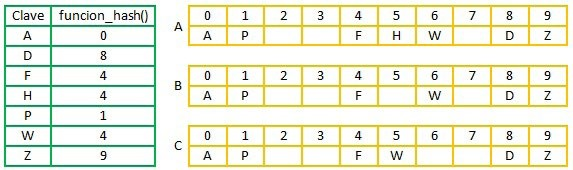 Clave funcion_hash()
A 0
D 8
F 4
H 4
P 1
W 4
Z 9
A
0 1 2 3 4 5 6 7 8 9
A P F H W D Z
B
0 1 2 3 4 5 6 7 8 9
A P F W D Z
C
0 1 2 3 4 5 6 7 8 9
A P F W D Z